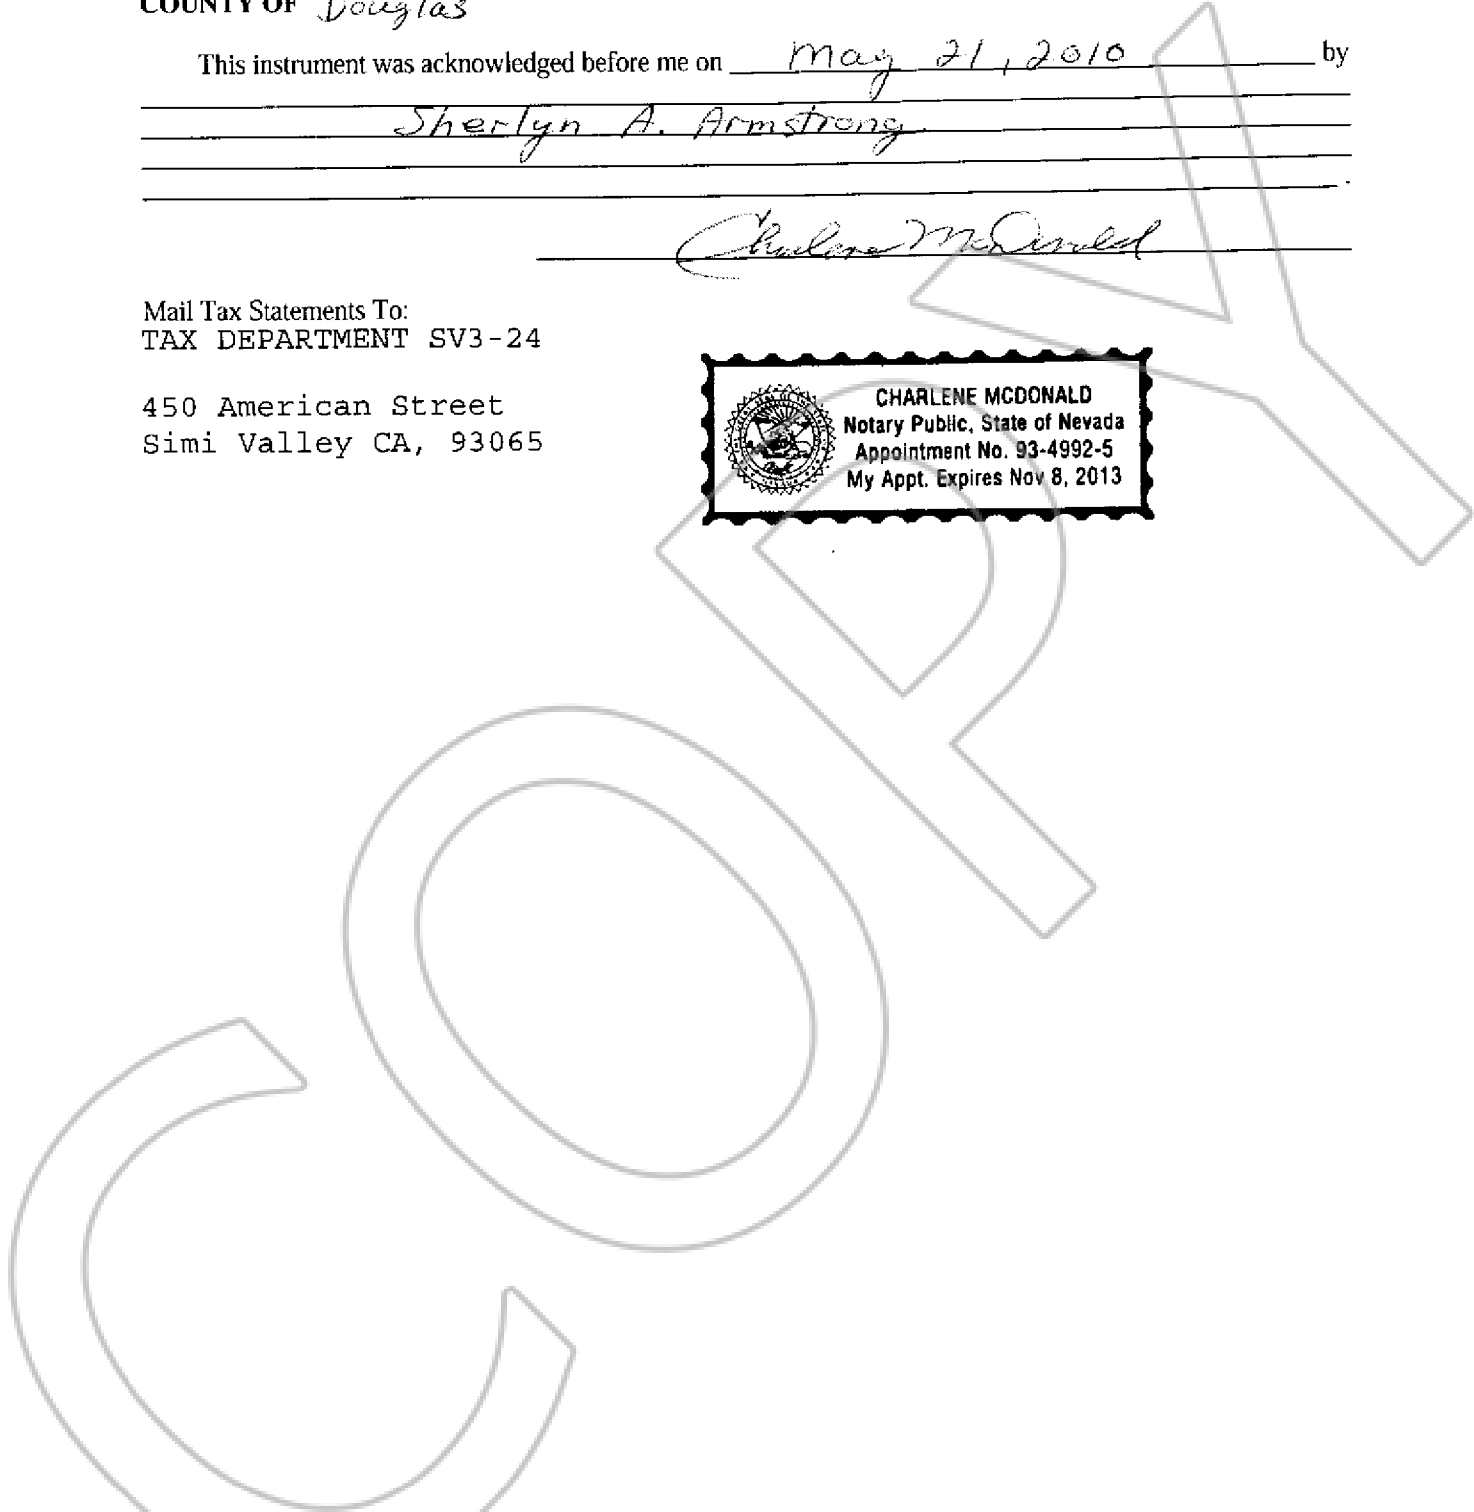 COUNTY OF Douglas
This instrument was acknowledged before me on May 21, 2010 by
Sherlyn A. Armstrong
Charlene McDonald
Mail Tax Statements To:
TAX DEPARTMENT SV3-24
450 American Street
Simi Valley CA, 93065
CHARLENE MCDONALD
Notary Public, State of Nevada
Appointment No. 93-4992-5
My Appt. Expires Nov 8, 2013
COPY